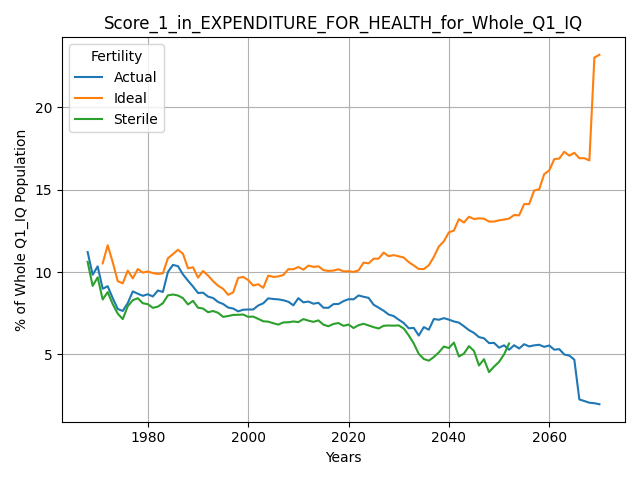 Score_1_in_EXPENDITURE_FOR_HEALTH_for_Whole_Q1_IQ
Fertility
Actual
Ideal
Sterile
% of Whole Q1_IQ Population
20
15
10
5
1980
2000
2020
2040
2060
Years